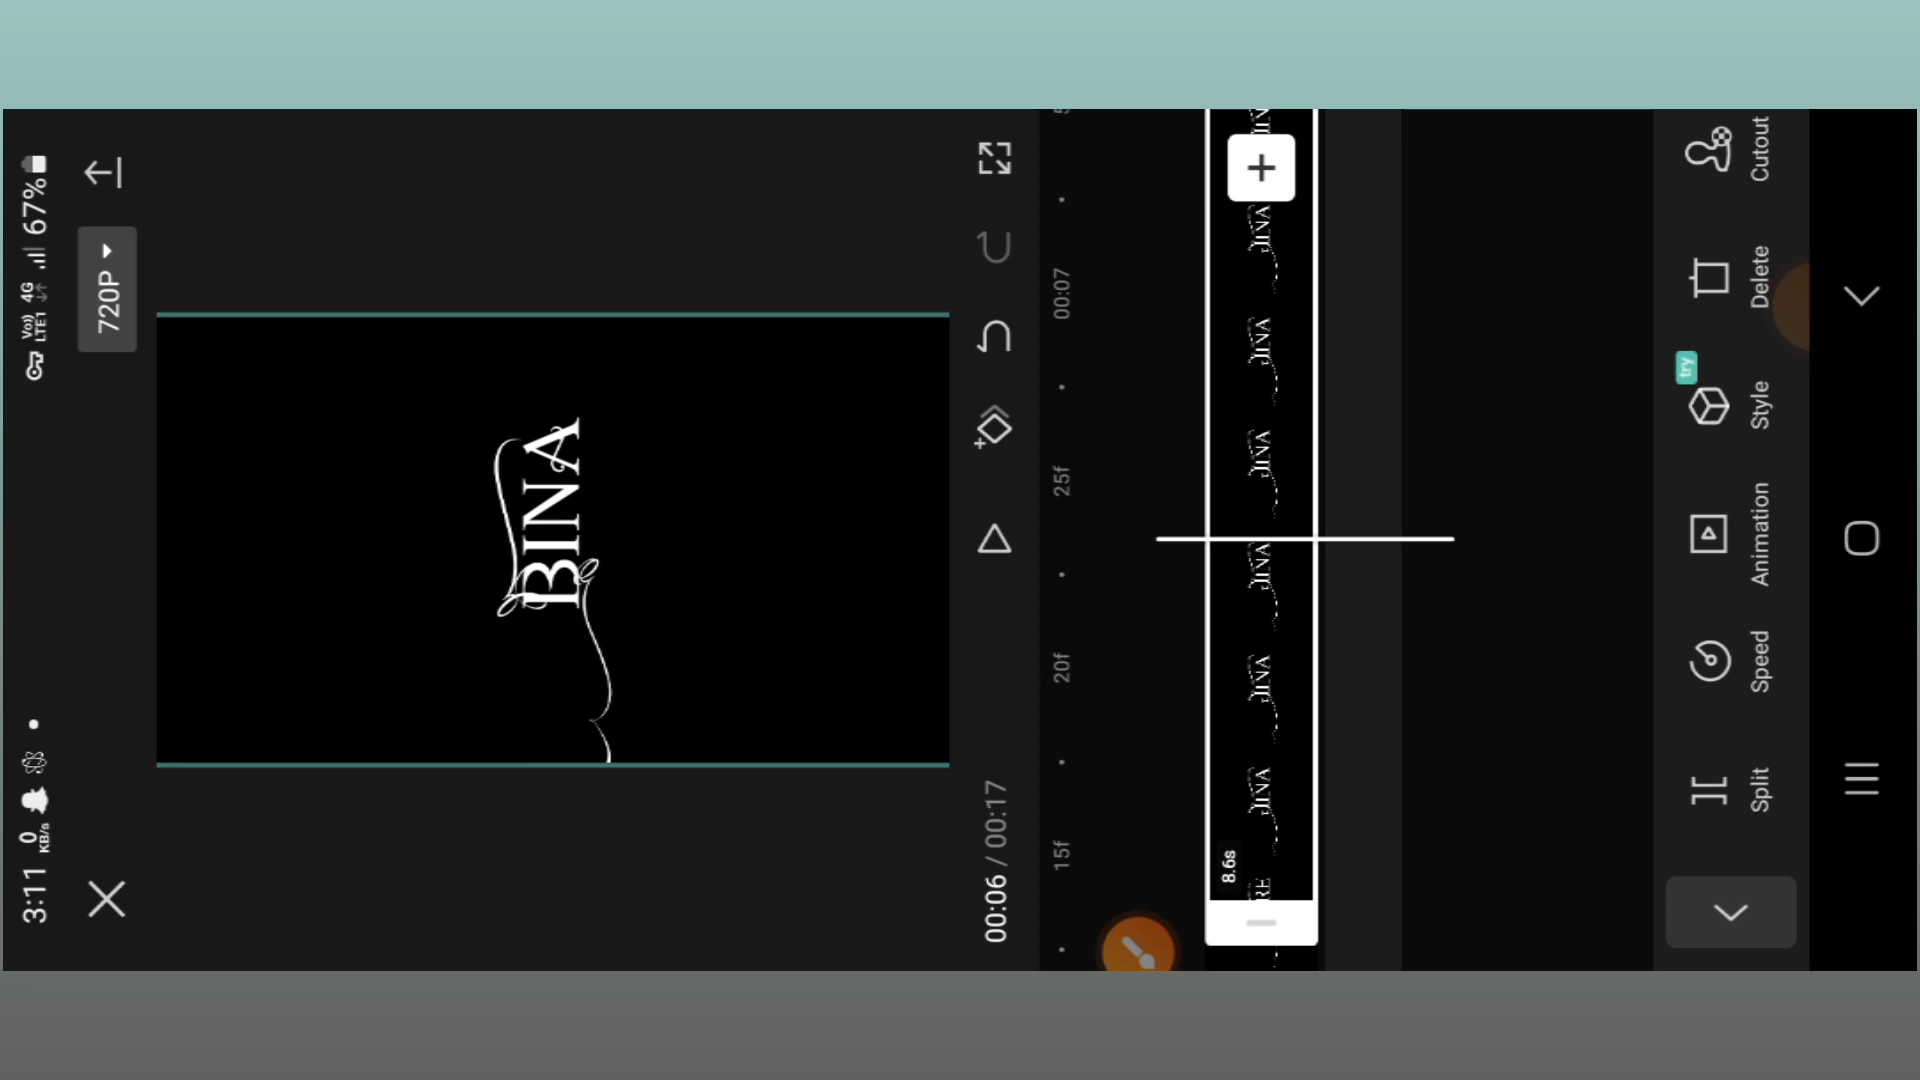 3:11 0 KB/s Vo)) LTE1 4G 67%
720P
BINA
00:06 / 00:17
15f 20f 25f 00:07
8.6s
Split Speed Animation Style Delete Cutout
try